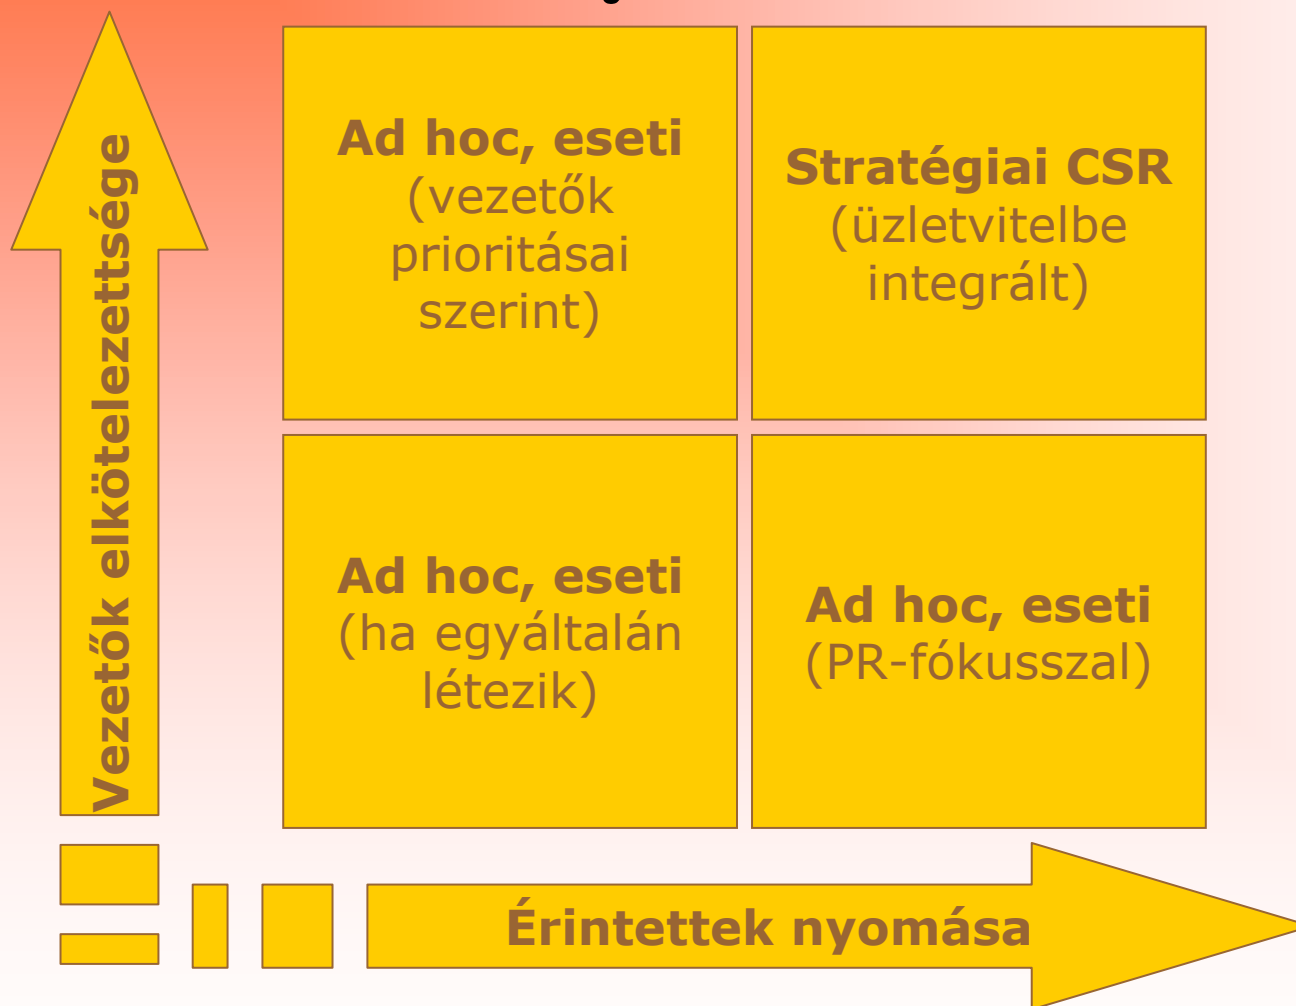 Ad hoc, eseti
(vezetők
prioritásai
szerint)
Stratégiai CSR
(üzletvitelbe
integrált)
Ad hoc, eseti
(ha egyáltalán
létezik)
Ad hoc, eseti
(PR-fókusszal)
Vezetők elkötelezettsége
Érintettek nyomása